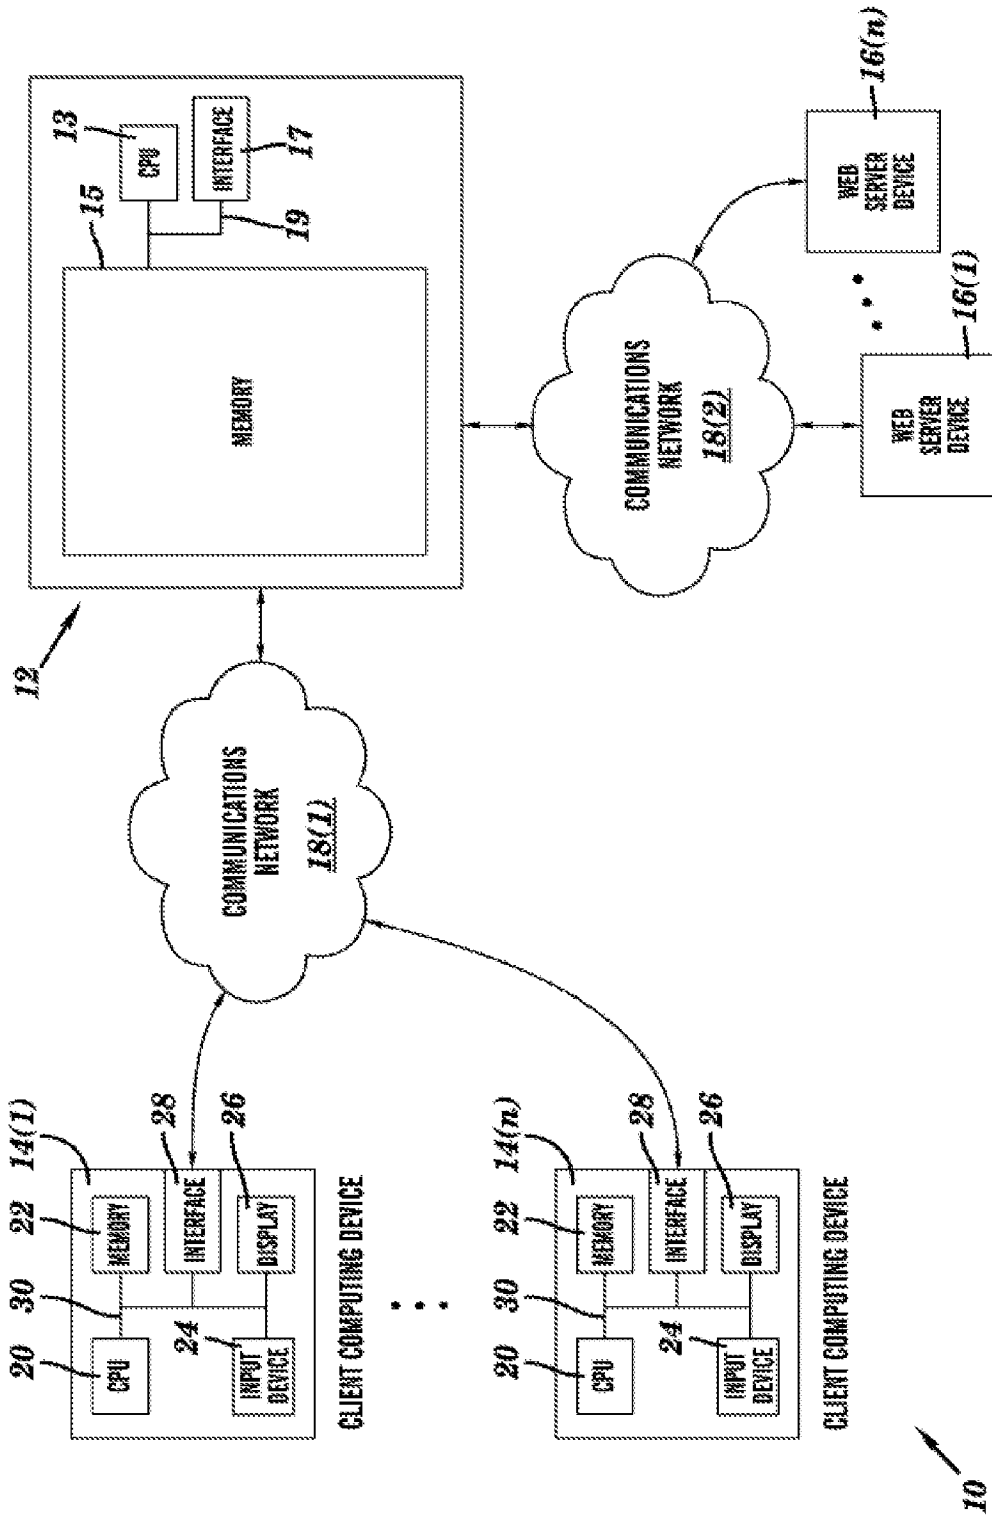 12
15
13
CPU
MEMORY
INTERFACE
19
17
14(1)
20
30
22
CPU
MEMORY
28
INTERFACE
24
26
INPUT
DEVICE
DISPLAY
CLIENT COMPUTING DEVICE
COMMUNICATIONS
NETWORK
18(1)
14(n)
20
30
22
CPU
MEMORY
28
INTERFACE
24
26
INPUT
DEVICE
DISPLAY
CLIENT COMPUTING DEVICE
COMMUNICATIONS
NETWORK
18(2)
WEB
SERVER
DEVICE
16(n)
WEB
SERVER
DEVICE
16(1)
10